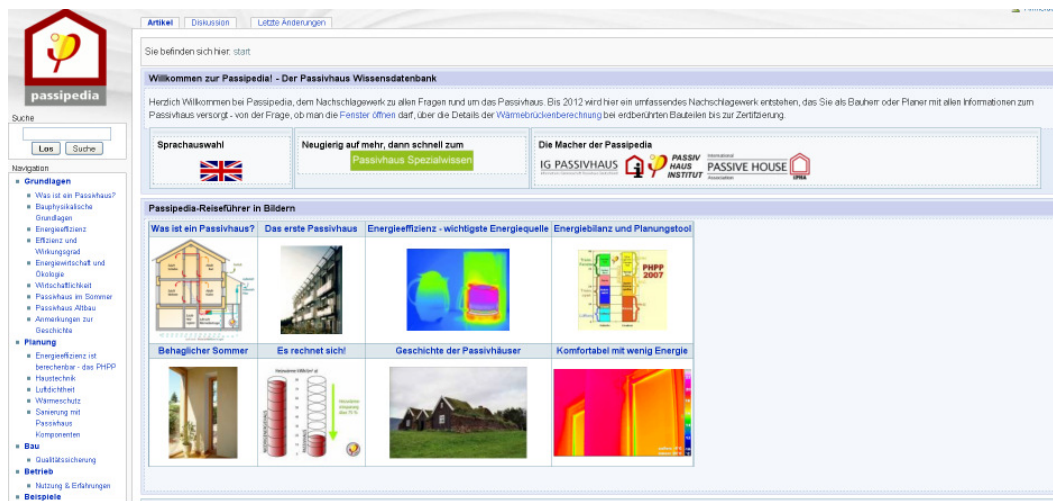 Artikel
Diskussion
Letzte Änderungen
passipedia
Sie befinden sich hier: start
Willkommen zur Passipedia! - Der Passivhaus Wissensdatenbank
Herzlich Willkommen bei Passipedia, dem Nachschlagewerk zu allen Fragen rund um das Passivhaus. Bis 2012 wird hier ein umfassendes Nachschlagewerk entstehen, das Sie als Bauherr oder Planer mit allen Informationen zum
Passivhaus versorgt - von der Frage, ob man die Fenster öffnen darf, über die Details der Wärmebrückenberechnung bei erdberührten Bauteilen bis zur Zertifizierung.
Sprachauswahl
Neugierig auf mehr, dann schnell zum
Passivhaus Spezialwissen
Die Macher der Passipedia
IG PASSIVHAUS
PASSIV
HAUS
INSTITUT
International
PASSIVE HOUSE
Association
iPHA
Suche
Los
Suche
Navigation
Grundlagen
Was ist ein Passivhaus?
Bauphysikalische
Grundlagen
Energieeffizienz
Effizienz und
Wirkungsgrad
Energiewirtschaft und
Ökologie
Wirtschaftlichkeit
Passivhaus im Sommer
Passivhaus Altbau
Anmerkungen zur
Geschichte
Planung
Energieeffizienz ist
berechenbar - das PHPP
Haustechnik
Luftdichtheit
Wärmeschutz
Sanierung mit
Passivhaus
Komponenten
Bau
Qualitätssicherung
Betrieb
Nutzung & Erfahrungen
Beispiele
Passipedia-Reiseführer in Bildern
Was ist ein Passivhaus?
Das erste Passivhaus
Energieeffizienz - wichtigste Energiequelle
Energiebilanz und Planungstool
PHPP
2007
Behaglicher Sommer
Es rechnet sich!
Geschichte der Passivhäuser
Komfortabel mit wenig Energie